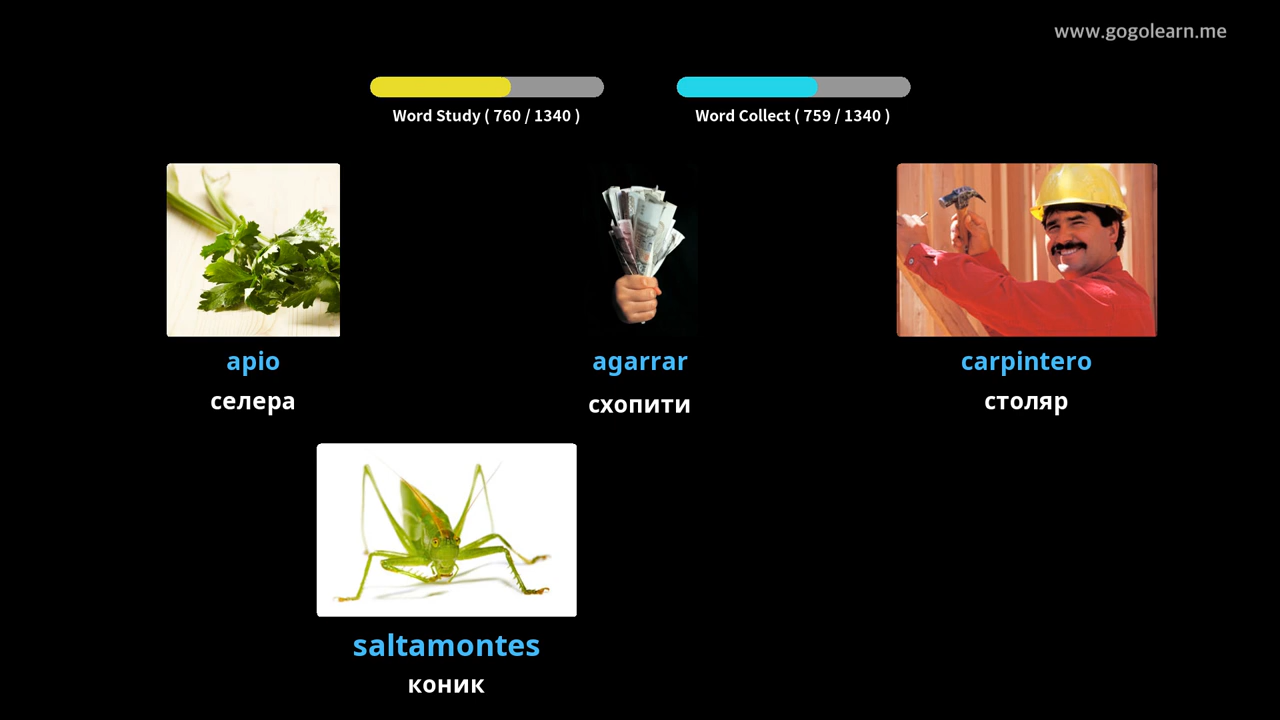 www.gogolearn.me
Word Study ( 760 / 1340 )
Word Collect ( 759 / 1340 )
apio
agarrar
carpintero
селера
схопити
столяр
saltamontes
коник